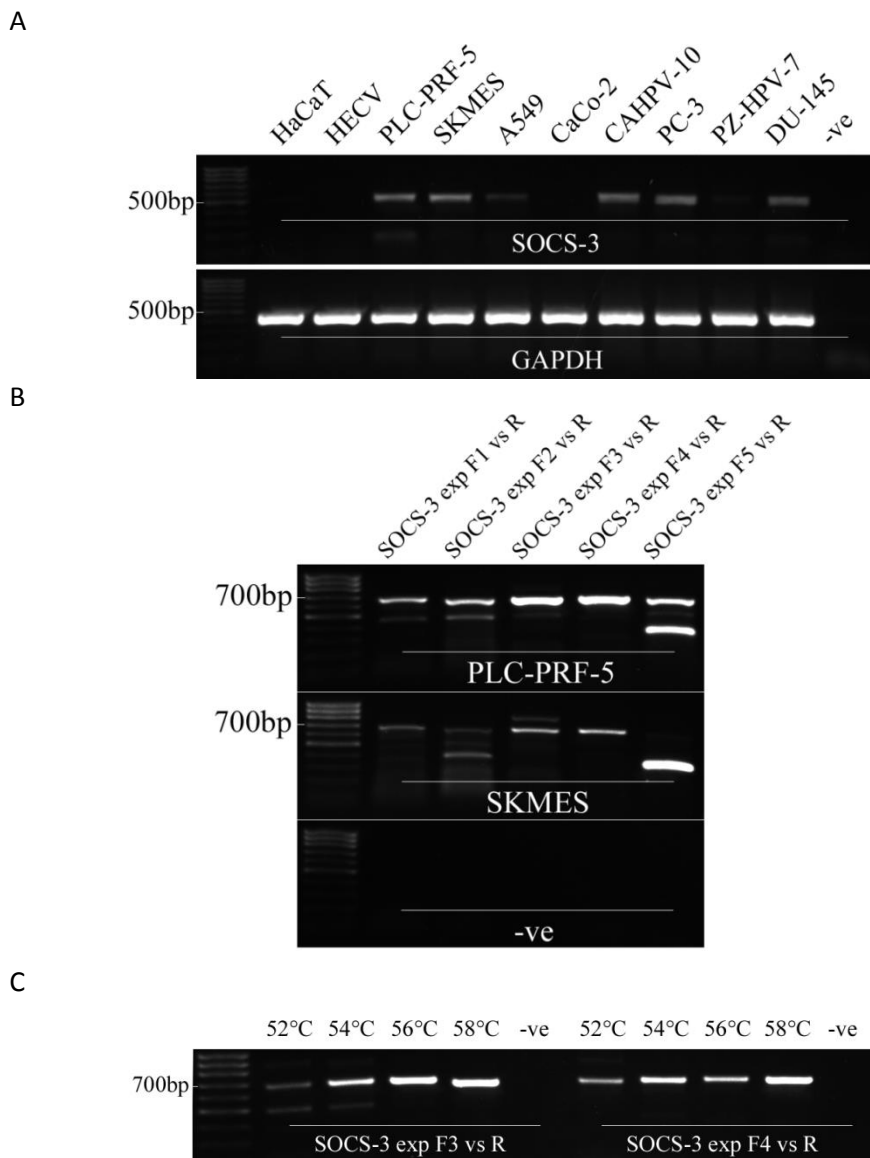 A
HaCaT HECV PLC-PRF-5 SKMES A549 CaCo-2 CAHPV-10 PC-3 PZ-HPV-7 DU-145 -ve
500bp
SOCS-3
500bp
GAPDH
B
SOCS-3 exp F1 vs R SOCS-3 exp F2 vs R SOCS-3 exp F3 vs R SOCS-3 exp F4 vs R SOCS-3 exp F5 vs R
700bp
PLC-PRF-5
700bp
SKMES
-ve
C
52°C 54°C 56°C 58°C -ve 52°C 54°C 56°C 58°C -ve
700bp
SOCS-3 exp F3 vs R SOCS-3 exp F4 vs R